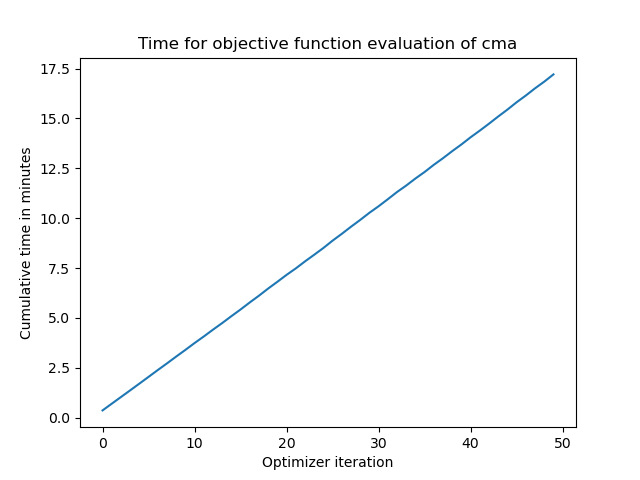 Time for objective function evaluation of cma
17.5
15.0
12.5
10.0
7.5
5.0
2.5
0.0
Cumulative time in minutes
0 10 20 30 40 50
Optimizer iteration